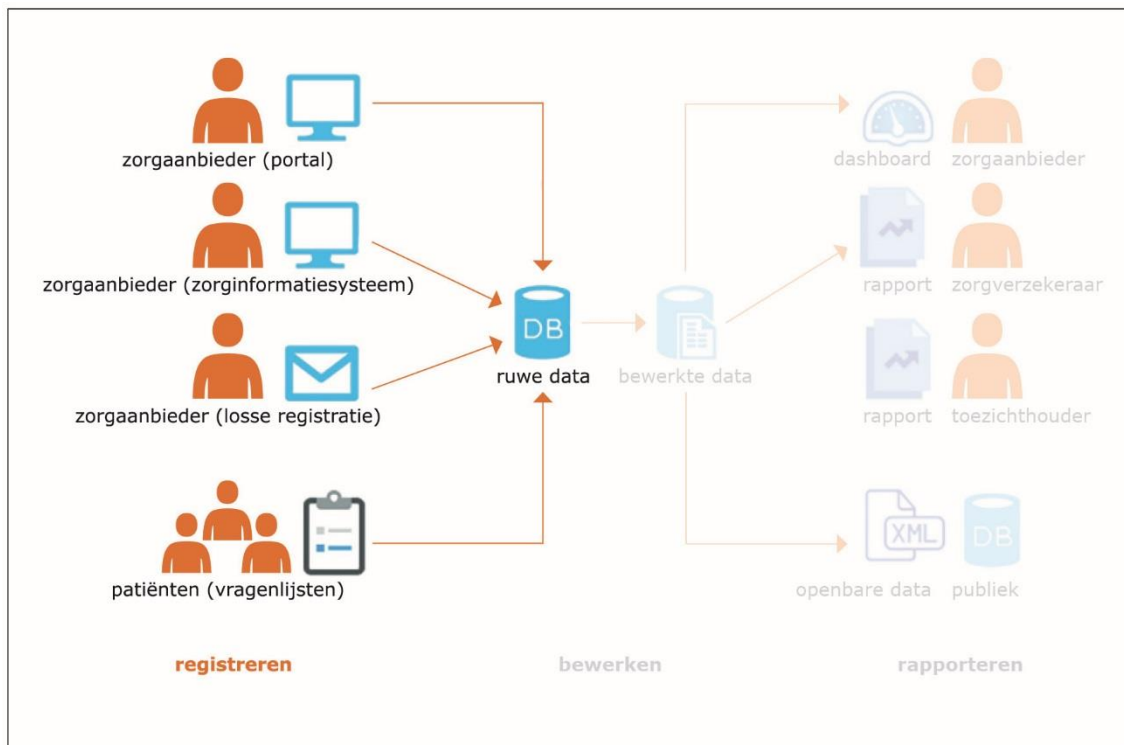 zorgaanbieder (portal)
zorgaanbieder (zorginformatiesysteem)
zorgaanbieder (losse registratie)
patiënten (vragenlijsten)
registreren
DB
ruwe data
bewerkte data
bewerken
dashboard zorgaanbieder
rapport zorgverzekeraar
rapport toezichthouder
XML DB
openbare data publiek
rapporteren